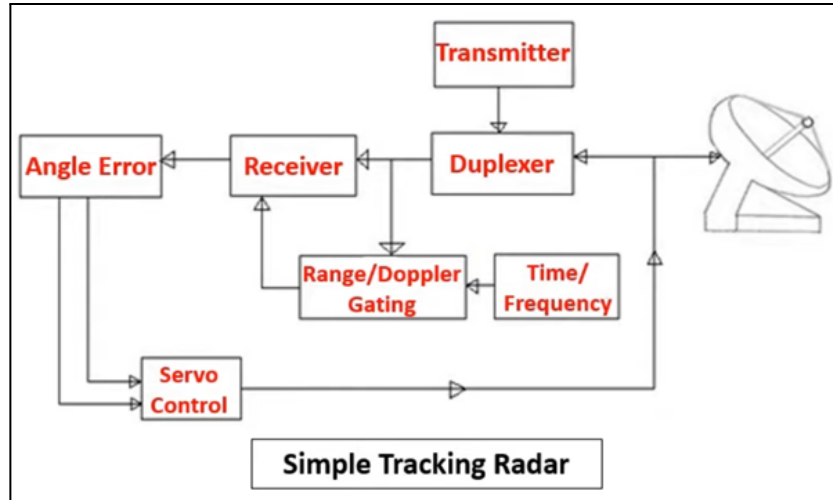 Transmitter
Angle Error
Receiver
Duplexer
Range/Doppler
Gating
Time/
Frequency
Servo
Control
Simple Tracking Radar